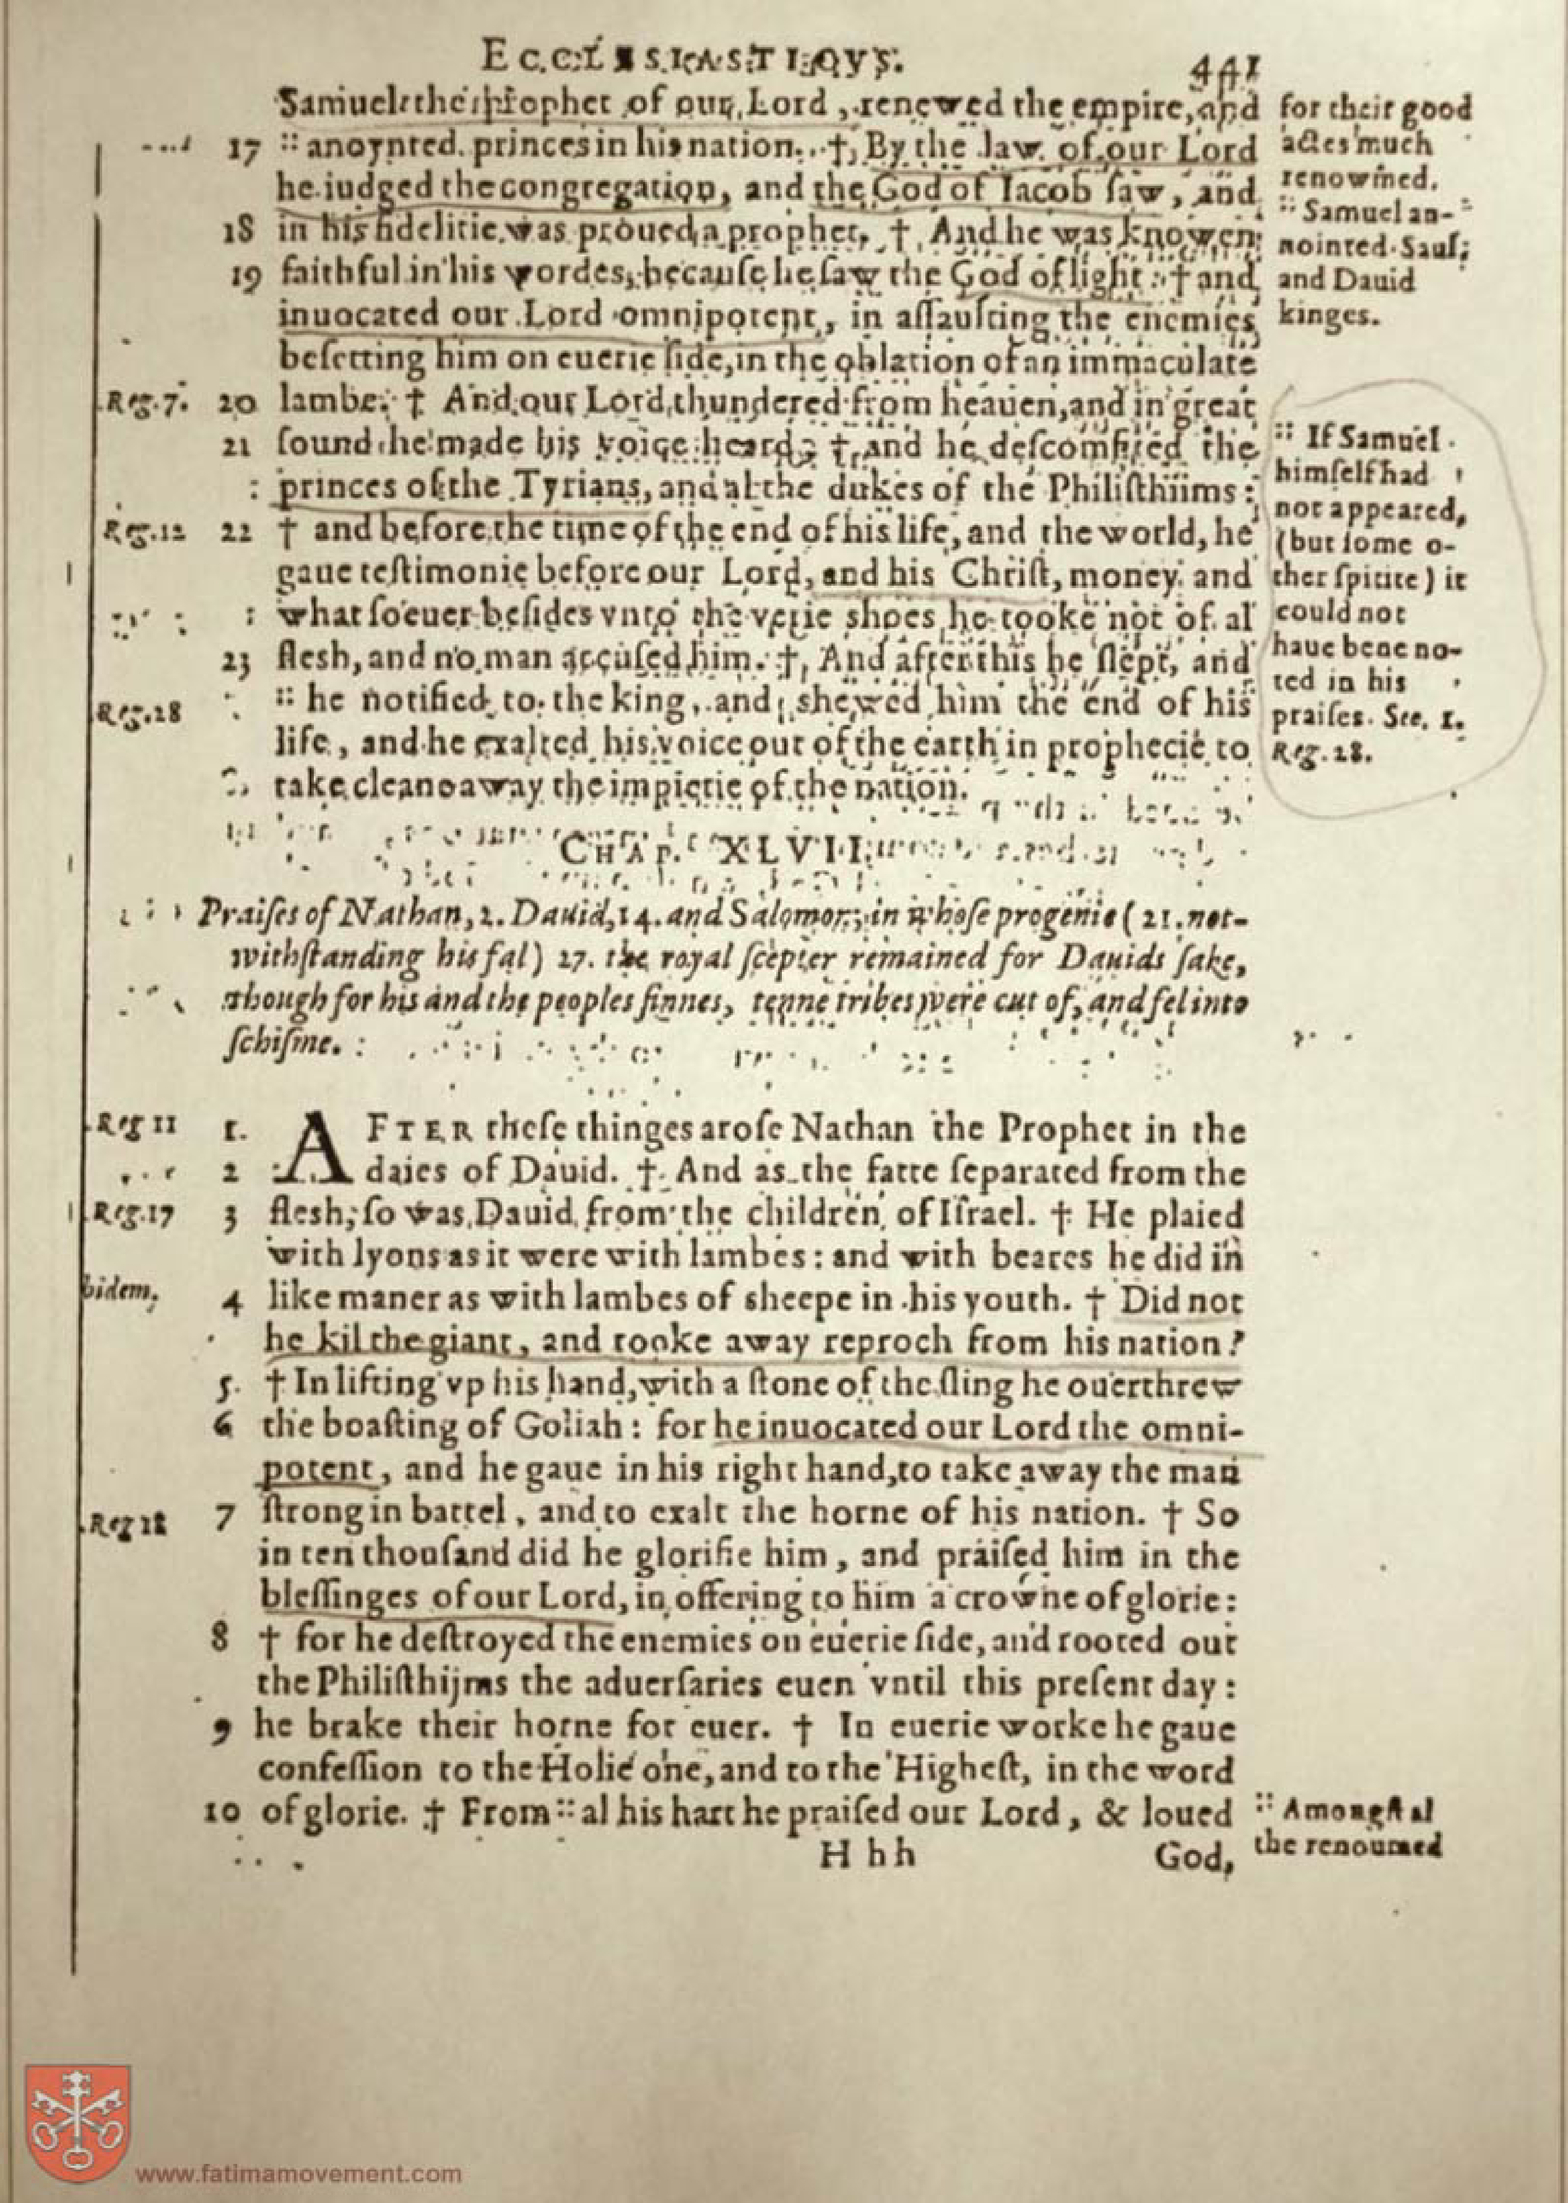 ECCLESIASTIQVS. 441
Samuel the prophet of our Lord, renewed the empire, and
17 :: anoynted princes in his nation. † By the law of our Lord
he iudged the congregation, and the God of Iacob ſaw, and
18 in his fidelitie was proued a prophet. † And he was knowen
19 faithful in his wordes, becauſe he ſaw the God of light: † and
inuocated our Lord omnipotent, in aſſaulting the enemies
beſetting him on euerie ſide, in the oblation of an immaculate
20 lambe. † And our Lord thundered from heauen, and in great
21 ſound he made his voice heard, † and he deſcomfited the
princes of the Tyrians, and al the dukes of the Philiſthiims:
22 † and before the time of the end of his life, and the world, he
gaue teſtimonie before our Lord, and his Chriſt, money and
what ſoeuer beſides vnto the verie shoes he tooke not of al
23 flesh, and no man accuſed him. † And after this he ſlept, and
:: he notified to the king, and shewed him the end of his
life, and he exalted his voice out of the earth in prophecie to
take cleane away the impietie of the nation.
for their good
actes much
renowmed.
:: Samuel an-
nointed Saul,
and Dauid
kinges.
:: If Samuel
himſelf had
not appeared,
(but ſome o-
ther ſpirite) it
could not
haue bene no-
ted in his
praiſes. See. 1.
Reg. 28.
.Reg. 7.
Reg. 12
Reg. 28
CHAP. XLVII.
Praiſes of Nathan, 2. Dauid, 14. and Salomon, in whoſe progenie (21. not-
withſtanding his fal) 27. the royal ſcepter remained for Dauids ſake,
though for his and the peoples ſinnes, tenne tribes were cut of, and fel into
ſchiſme.
.Reg 11
.Reg. 17
bidem.
.Reg 18
1. AFTER theſe thinges aroſe Nathan the Prophet in the
2 daies of Dauid. † And as the fatte ſeparated from the
3 flesh, ſo was Dauid from the children of Iſrael. † He plaied
with lyons as it were with lambes: and with beares he did in
4 like maner as with lambes of sheepe in his youth. † Did not
he kil the giant, and tooke away reproch from his nation?
5. † In lifting vp his hand, with a ſtone of the ſling he ouerthrew
6 the boaſting of Goliah: for he inuocated our Lord the omni-
potent, and he gaue in his right hand, to take away the man
7 ſtrong in battel, and to exalt the horne of his nation. † So
in ten thouſand did he glorifie him, and praiſed him in the
bleſſinges of our Lord, in offering to him a crowne of glorie:
8 † for he deſtroyed the enemies on euerie ſide, and rooted out
the Philiſthijms the aduerſaries euen vntil this preſent day:
9 he brake their horne for euer. † In euerie worke he gaue
confeſſion to the Holie one, and to the Higheſt, in the word
10 of glorie. † From :: al his hart he praiſed our Lord, & loued
:: Amongſt al
the renoumed
Hhh God,
www.fatimamovement.com